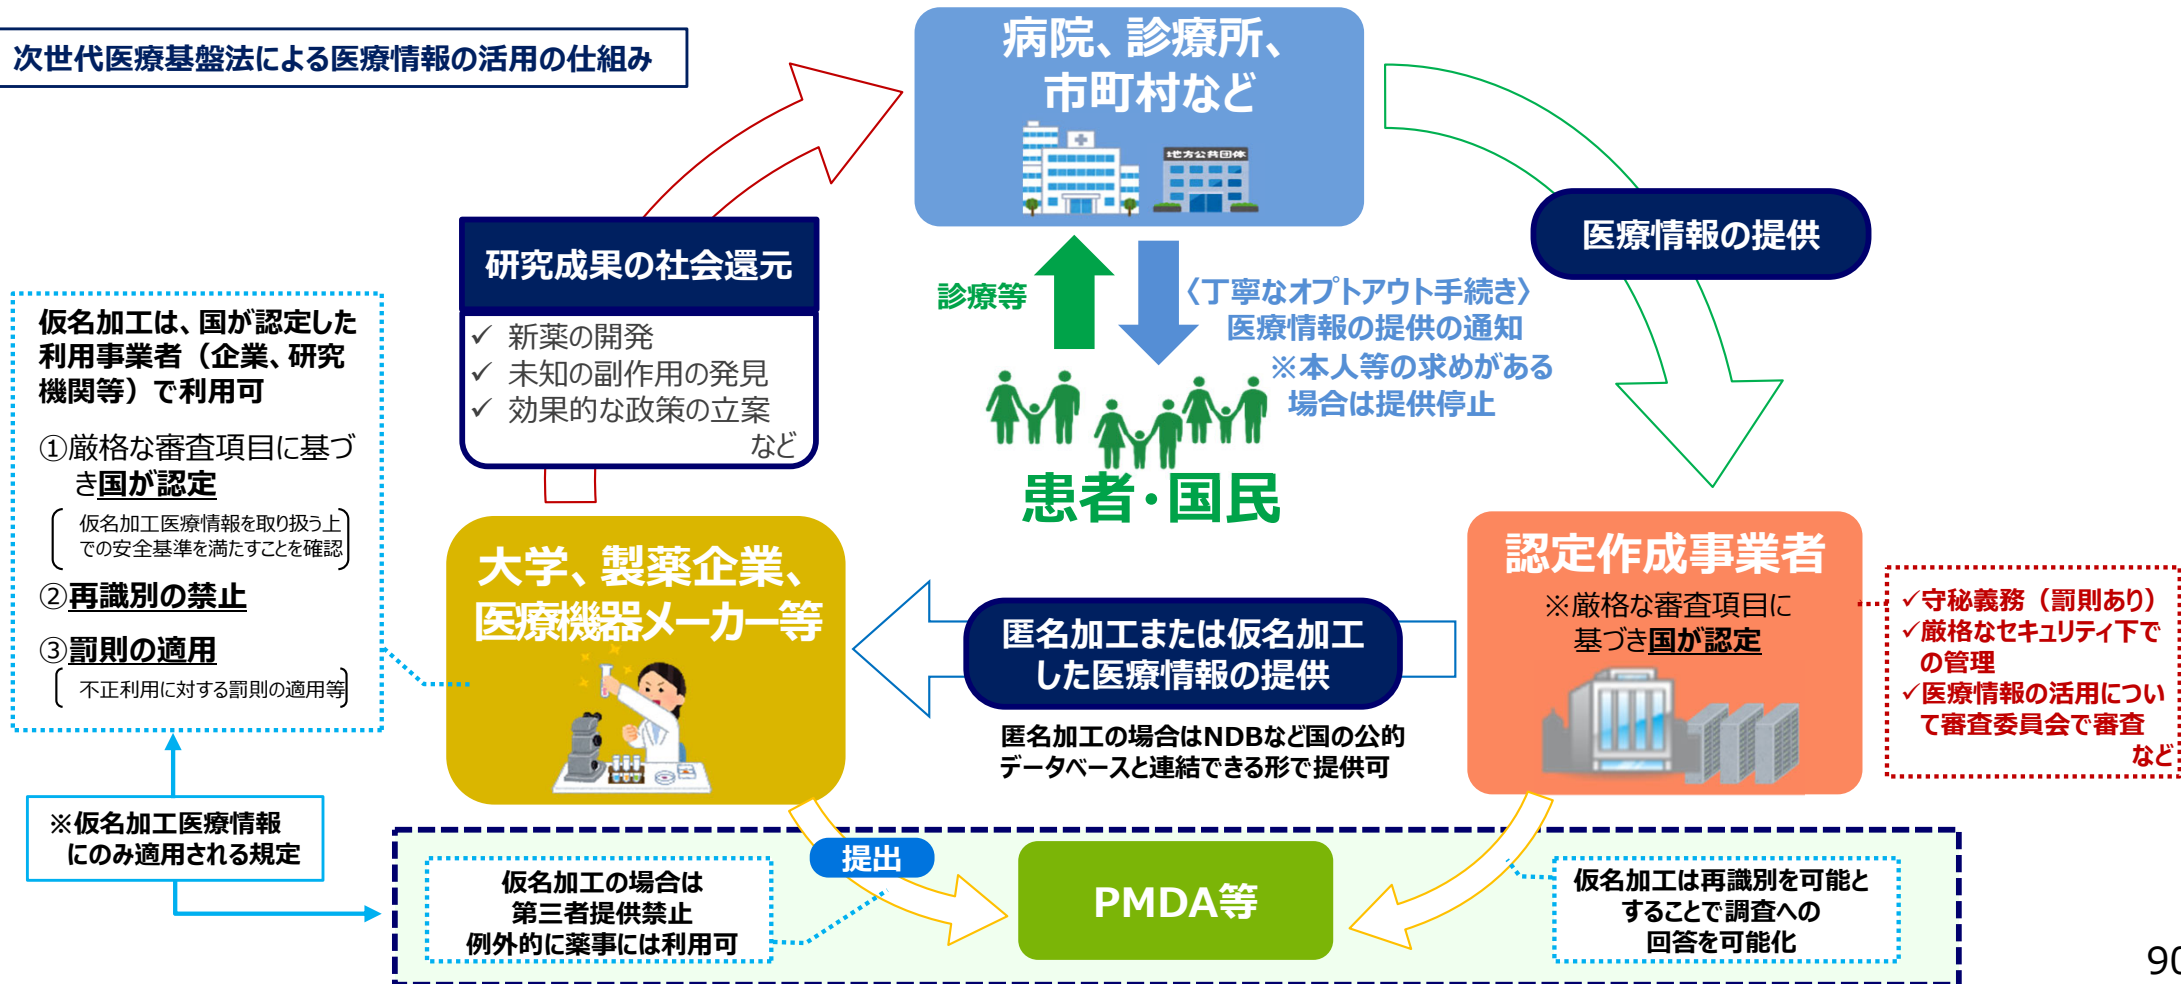 次世代医療基盤法による医療情報の活用の仕組み
病院、診療所、
市町村など
地方公共団体
医療情報の提供
研究成果の社会還元
✓ 新薬の開発
✓ 未知の副作用の発見
✓ 効果的な政策の立案
など
診療等
〈丁寧なオプトアウト手続き〉
医療情報の提供の通知
※本人等の求めがある
場合は提供停止
患者・国民
仮名加工は、国が認定した
利用事業者（企業、研究
機関等）で利用可
①厳格な審査項目に基づ
き国が認定
仮名加工医療情報を取り扱う上
での安全基準を満たすことを確認
②再識別の禁止
③罰則の適用
不正利用に対する罰則の適用等
大学、製薬企業、
医療機器メーカー等
匿名加工または仮名加工
した医療情報の提供
匿名加工の場合はNDBなど国の公的
データベースと連結できる形で提供可
認定作成事業者
※厳格な審査項目に
基づき国が認定
✓守秘義務（罰則あり）
✓厳格なセキュリティ下で
の管理
✓医療情報の活用につい
て審査委員会で審査
など
※仮名加工医療情報
にのみ適用される規定
提出
仮名加工の場合は
第三者提供禁止
例外的に薬事には利用可
PMDA等
仮名加工は再識別を可能と
することで調査への
回答を可能化
90